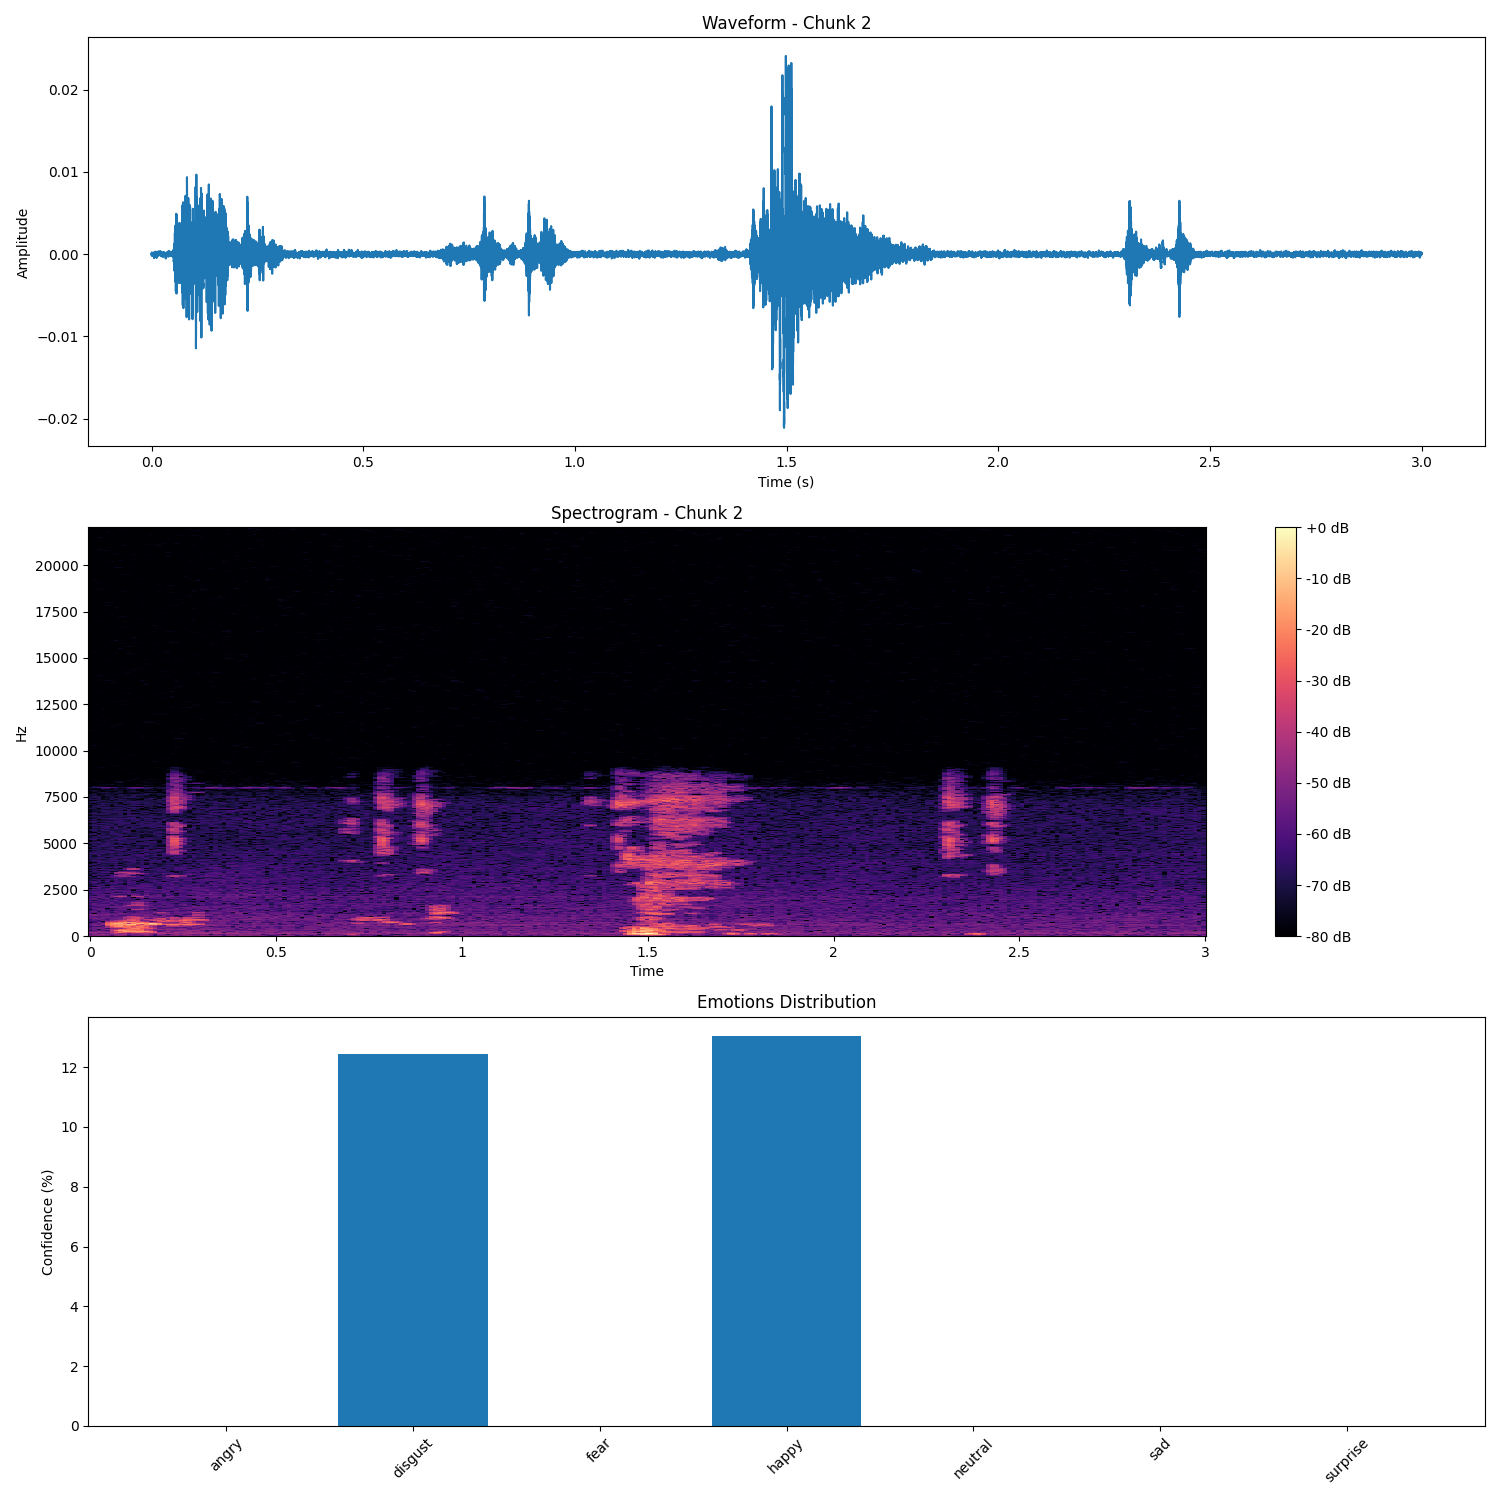 Waveform - Chunk 2
0.02
0.01
0.00
−0.01
−0.02
Amplitude
0.0 0.5 1.0 1.5 2.0 2.5 3.0
Time (s)
Spectrogram - Chunk 2
20000
17500
15000
12500
10000
7500
5000
2500
0
Hz
0 0.5 1 1.5 2 2.5 3
Time
+0 dB
-10 dB
-20 dB
-30 dB
-40 dB
-50 dB
-60 dB
-70 dB
-80 dB
Emotions Distribution
12
10
8
6
4
2
0
Confidence (%)
angry disgust fear happy neutral sad surprise